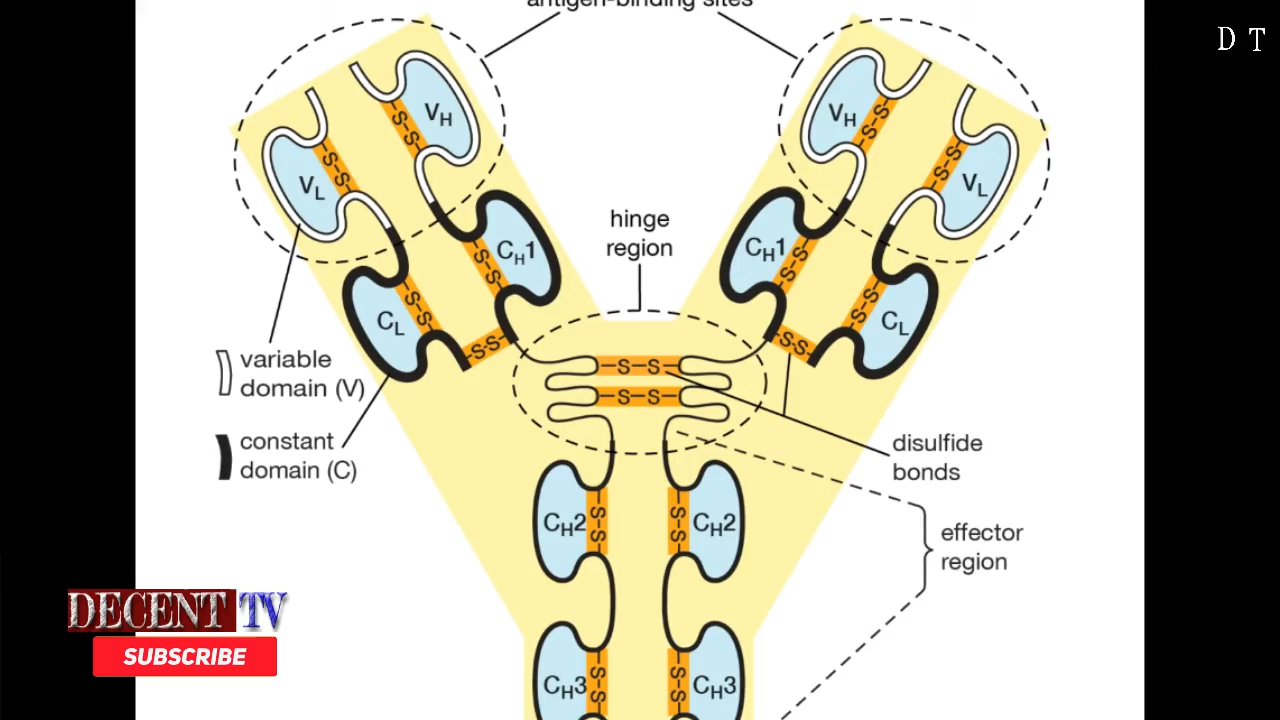 antigen-binding sites
D T
VH
VH
S-S
S-S
VL
VL
S-S
S-S
hinge
region
CH1
CH1
S-S
S-S
CL
CL
S-S
S-S
S-S
S-S
variable
domain (V)
S-S
S-S
constant
domain (C)
disulfide
bonds
CH2
CH2
S-S
S-S
effector
region
DECENT TV
SUBSCRIBE
CH3
CH3
S-S
S-S